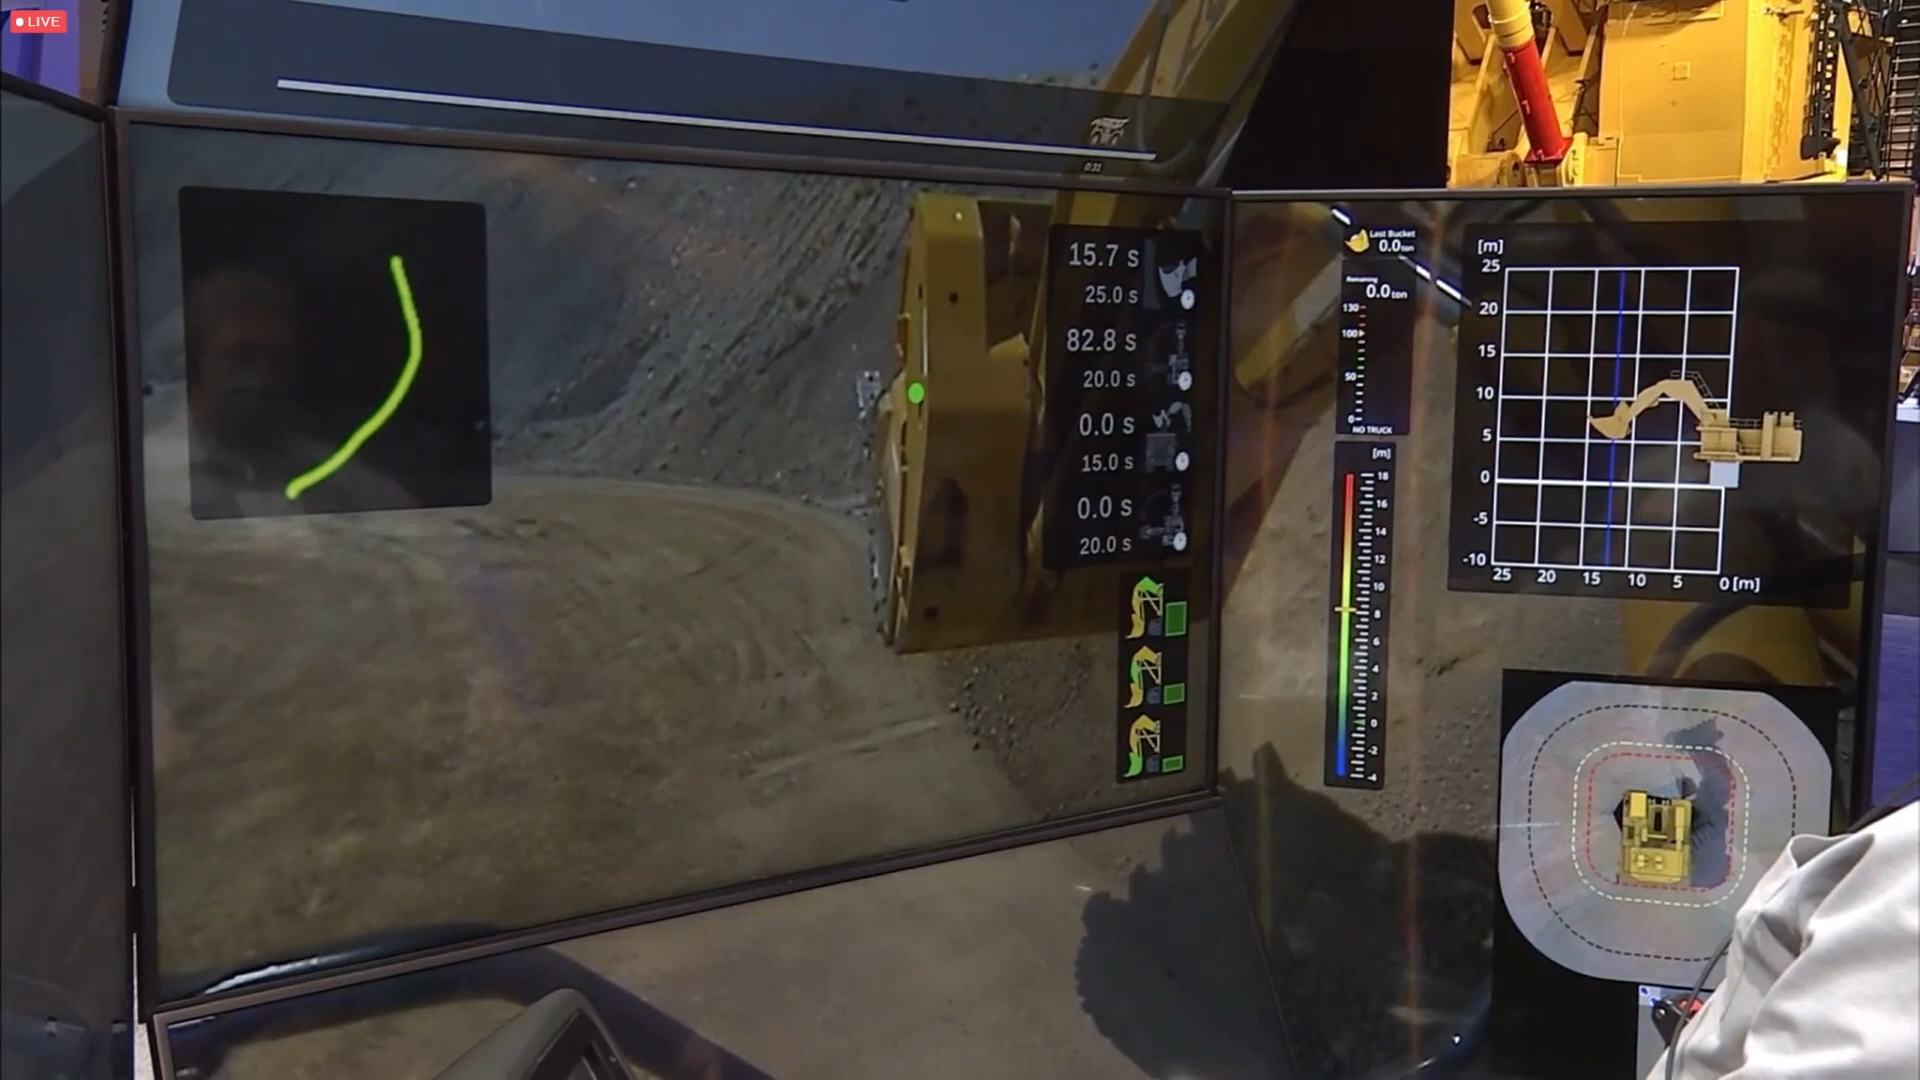 LIVE
0:31
15.7 s
25.0 s
82.8 s
20.0 s
0.0 s
15.0 s
0.0 s
20.0 s
Last Bucket
0.0 ton
Remaining
0.0 ton
130
100
50
0
NO TRUCK
[m]
18
16
14
12
10
8
6
4
2
0
-2
-4
[m]
25
20
15
10
5
0
-5
-10
25 20 15 10 5 0 [m]